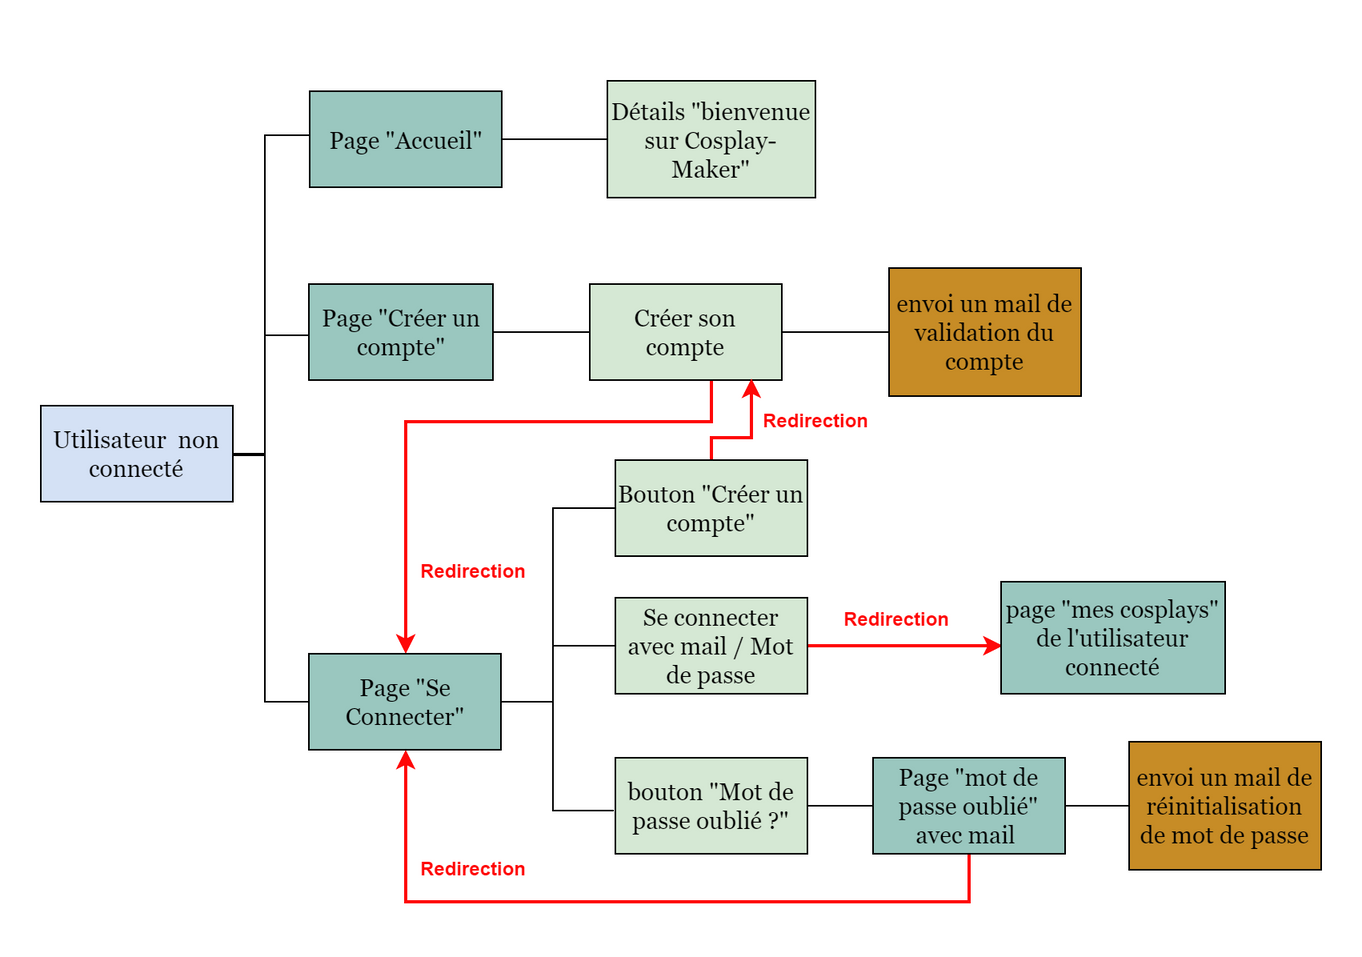 Page "Accueil"
Détails "bienvenue
sur Cosplay-
Maker"
Page "Créer un
compte"
Créer son
compte
envoi un mail de
validation du
compte
Redirection
Utilisateur  non
connecté
Bouton "Créer un
compte"
Redirection
Se connecter
avec mail / Mot
de passe
Redirection
page "mes cosplays"
de l'utilisateur
connecté
Page "Se
Connecter"
bouton "Mot de
passe oublié ?"
Page "mot de
passe oublié"
avec mail
envoi un mail de
réinitialisation
de mot de passe
Redirection